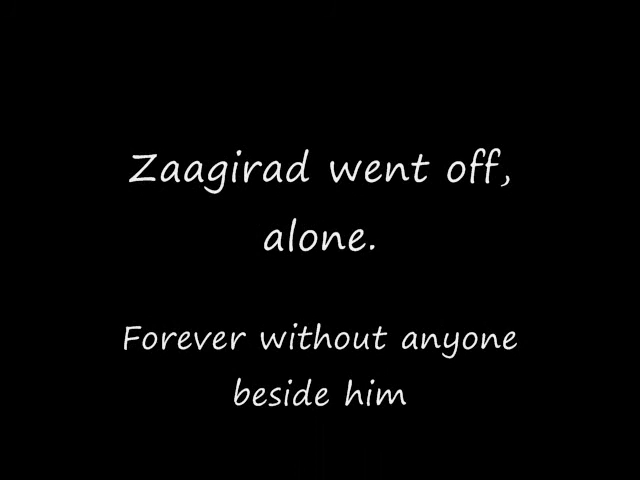 Zaagirad went off,
alone.
Forever without anyone
beside him